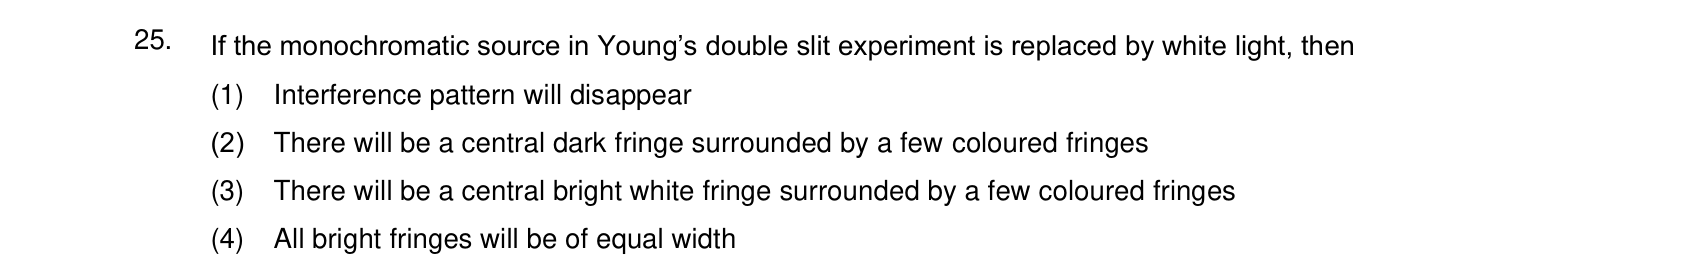 25. If the monochromatic source in Young's double slit experiment is replaced by white light, then
(1) Interference pattern will disappear
(2) There will be a central dark fringe surrounded by a few coloured fringes
(3) There will be a central bright white fringe surrounded by a few coloured fringes
(4) All bright fringes will be of equal width